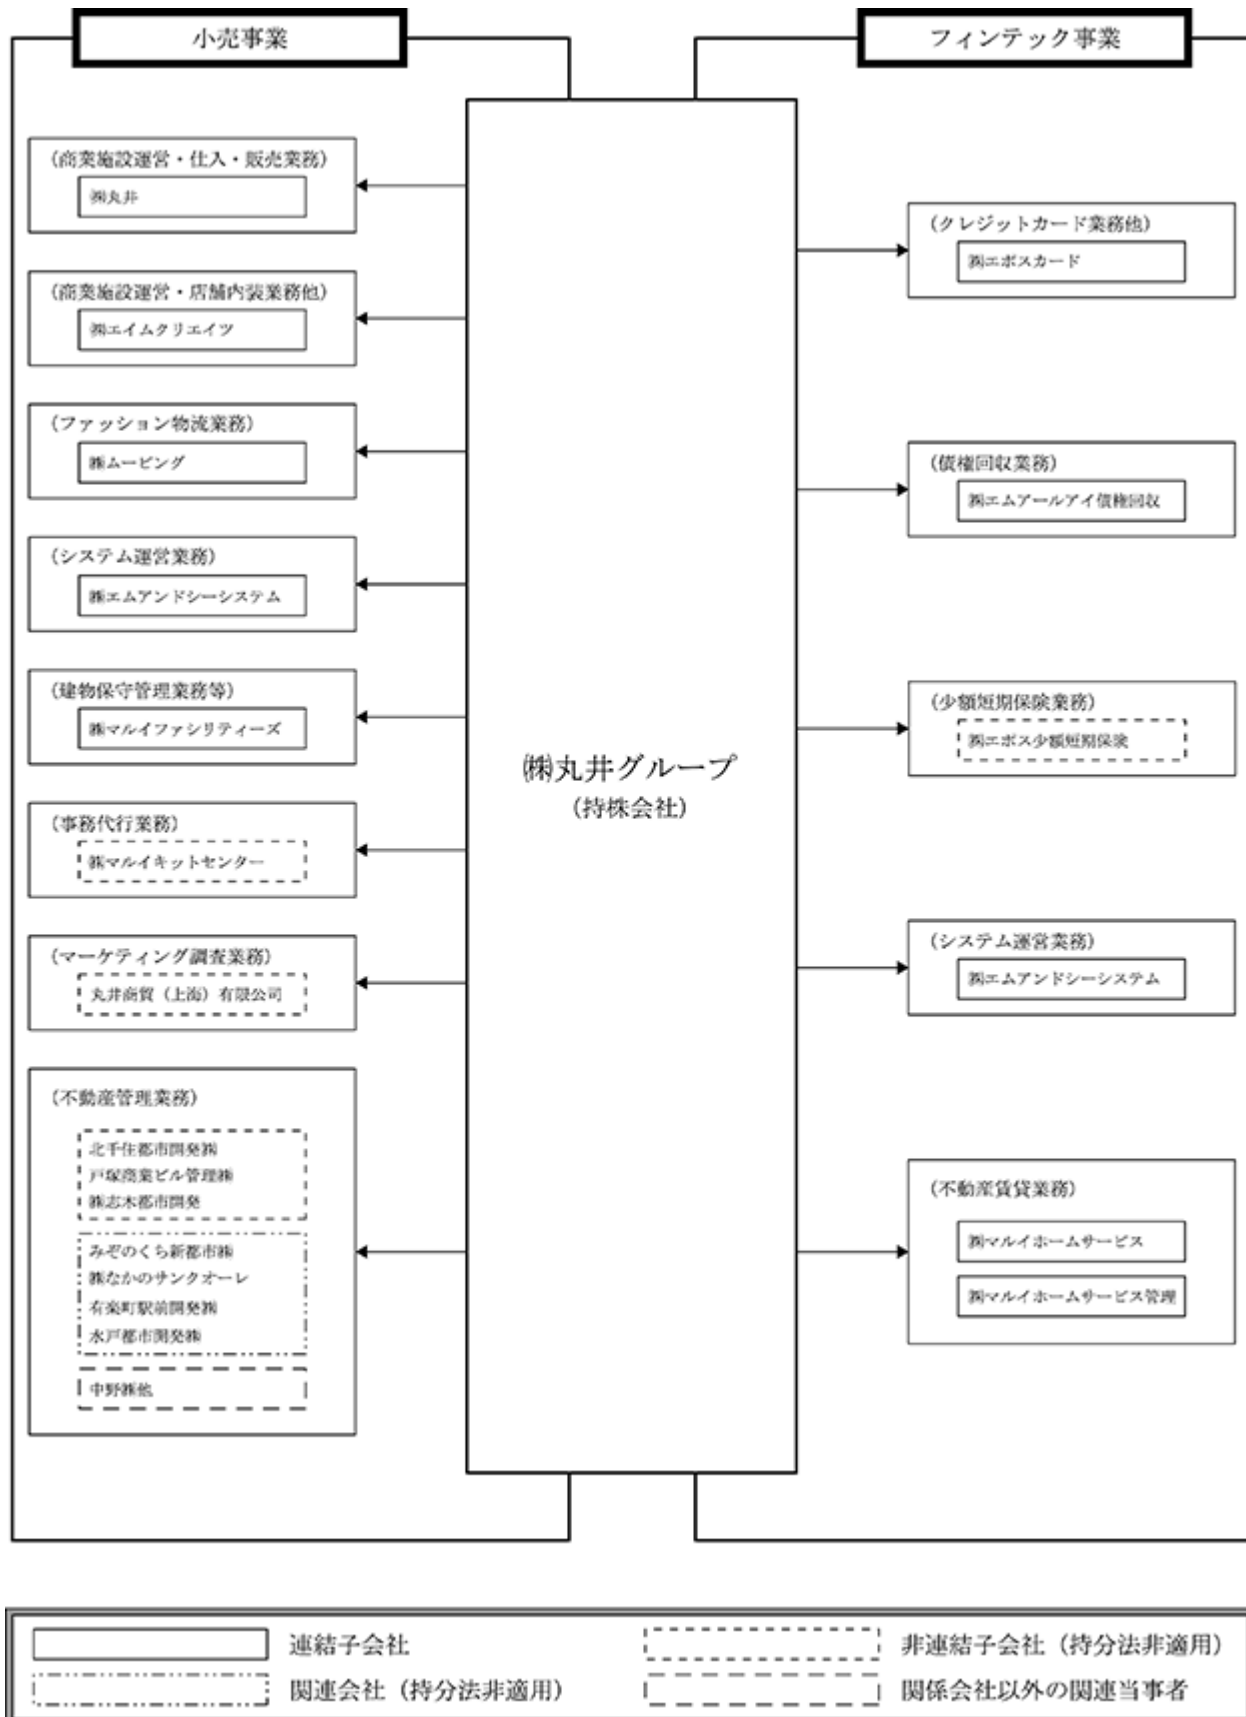 小売事業
(商業施設運営・仕入・販売業務)
㈱丸井
(商業施設運営・店舗内装業務他)
㈱エイムクリエイツ
(ファッション物流業務)
㈱ムービング
(システム運営業務)
㈱エムアンドシーシステム
(建物保守管理業務等)
㈱マルイファシリティーズ
(事務代行業務)
㈱マルイキットセンター
(マーケティング調査業務)
丸井商貿（上海）有限公司
(不動産管理業務)
北千住都市開発㈱
戸塚商業ビル管理㈱
㈱志木都市開発
みぞのくち新都市㈱
㈱なかのサンクオーレ
有楽町駅前開発㈱
水戸都市開発㈱
中野㈱他
㈱丸井グループ
(持株会社)
フィンテック事業
(クレジットカード業務他)
㈱エポスカード
(債権回収業務)
㈱エムアールアイ債権回収
(少額短期保険業務)
㈱エポス少額短期保険
(システム運営業務)
㈱エムアンドシーシステム
(不動産賃貸業務)
㈱マルイホームサービス
㈱マルイホームサービス管理
連結子会社
非連結子会社（持分法非適用）
関連会社（持分法非適用）
関係会社以外の関連当事者